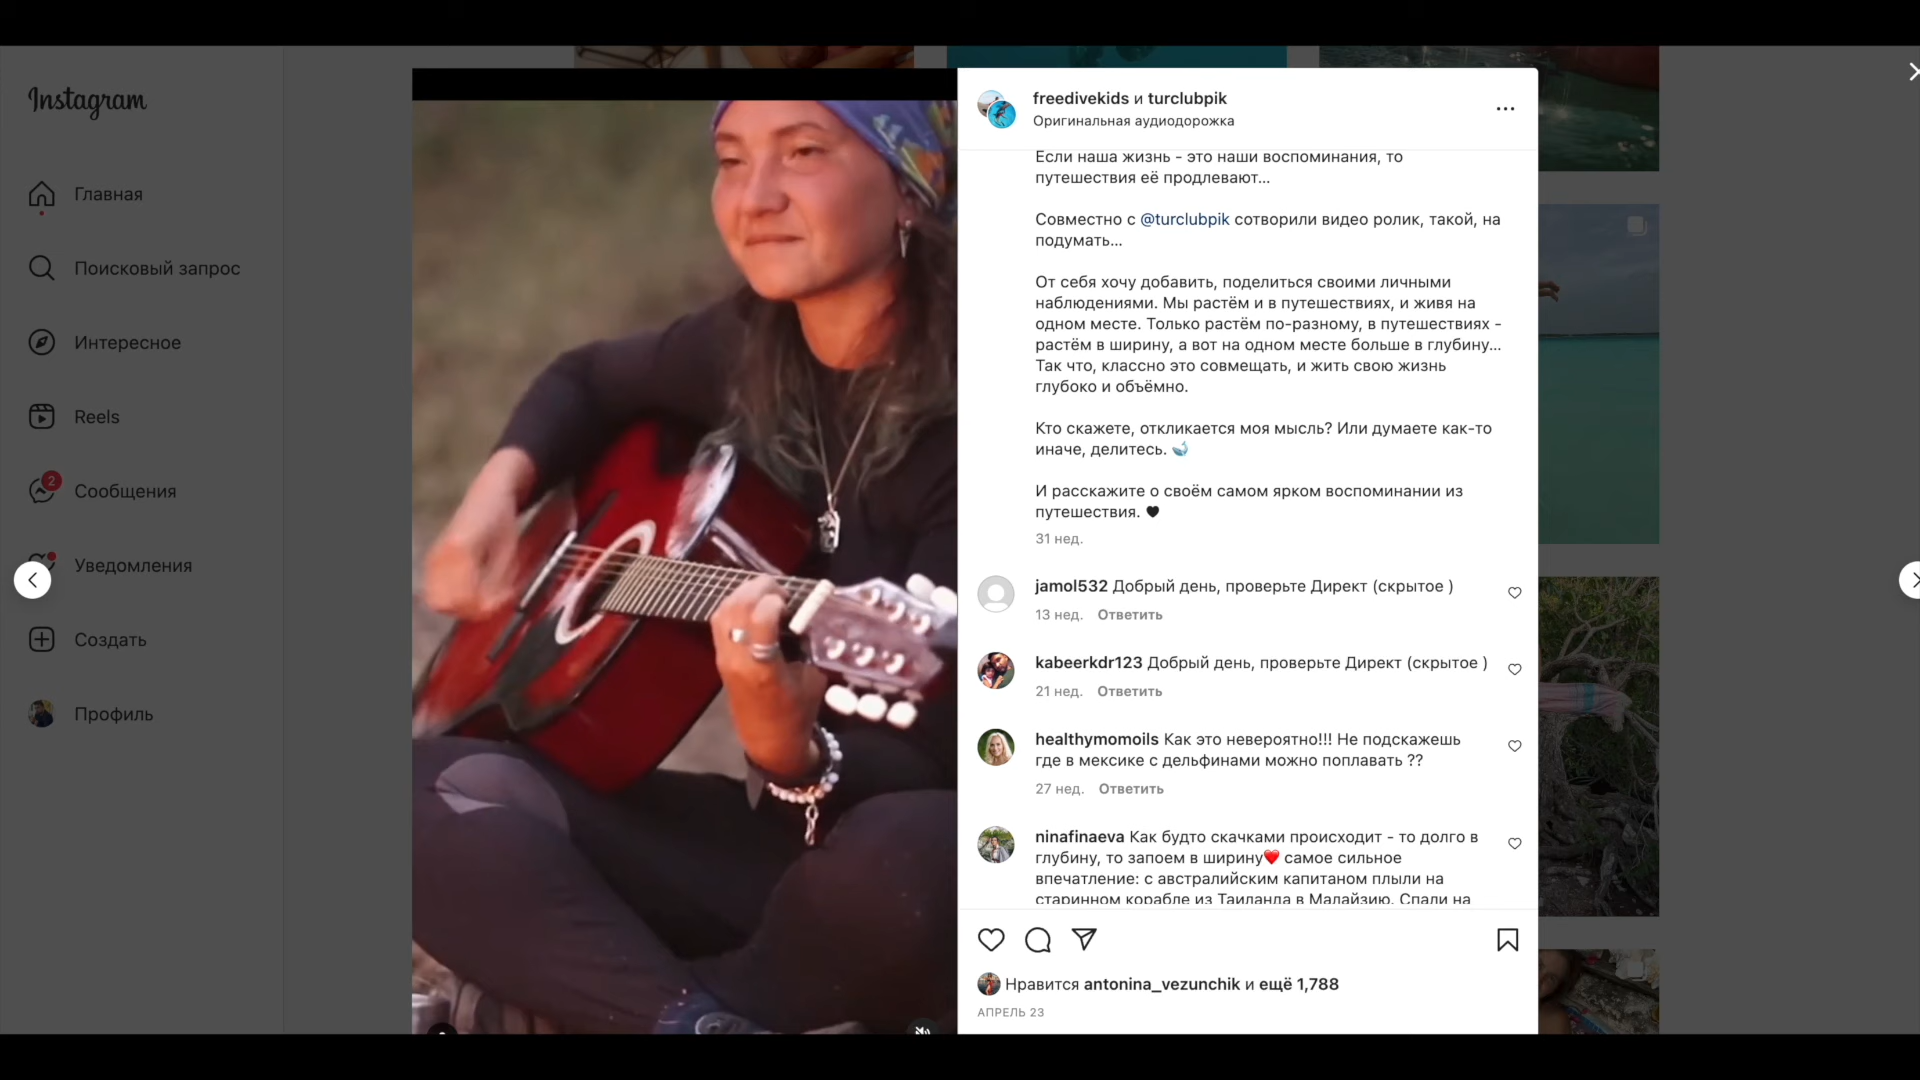 Instagram
Главная
Поисковый запрос
Интересное
Reels
2
Сообщения
Уведомления
Создать
Профиль
freedivekids и turclubpik
Оригинальная аудиодорожка
Если наша жизнь - это наши воспоминания, то
путешествия её продлевают...
Совместно с @turclubpik сотворили видео ролик, такой, на
подумать...
От себя хочу добавить, поделиться своими личными
наблюдениями. Мы растём и в путешествиях, и живя на
одном месте. Только растём по-разному, в путешествиях -
растём в ширину, а вот на одном месте больше в глубину...
Так что, классно это совмещать, и жить свою жизнь
глубоко и объёмно.
Кто скажете, откликается моя мысль? Или думаете как-то
иначе, делитесь. 🐋
И расскажите о своём самом ярком воспоминании из
путешествия. 🖤
31 нед.
jamol532 Добрый день, проверьте Директ (скрытое )
13 нед. Ответить
kabeerkdr123 Добрый день, проверьте Директ (скрытое )
21 нед. Ответить
healthymomoils Как это невероятно!!! Не подскажешь
где в мексике с дельфинами можно поплавать ??
27 нед. Ответить
ninafinaeva Как будто скачками происходит - то долго в
глубину, то запоем в ширину❤️ самое сильное
впечатление: с австралийским капитаном плыли на
старинном корабле из Таиланда в Малайзию. Спали на
Нравится antonina_vezunchik и ещё 1,788
АПРЕЛЬ 23